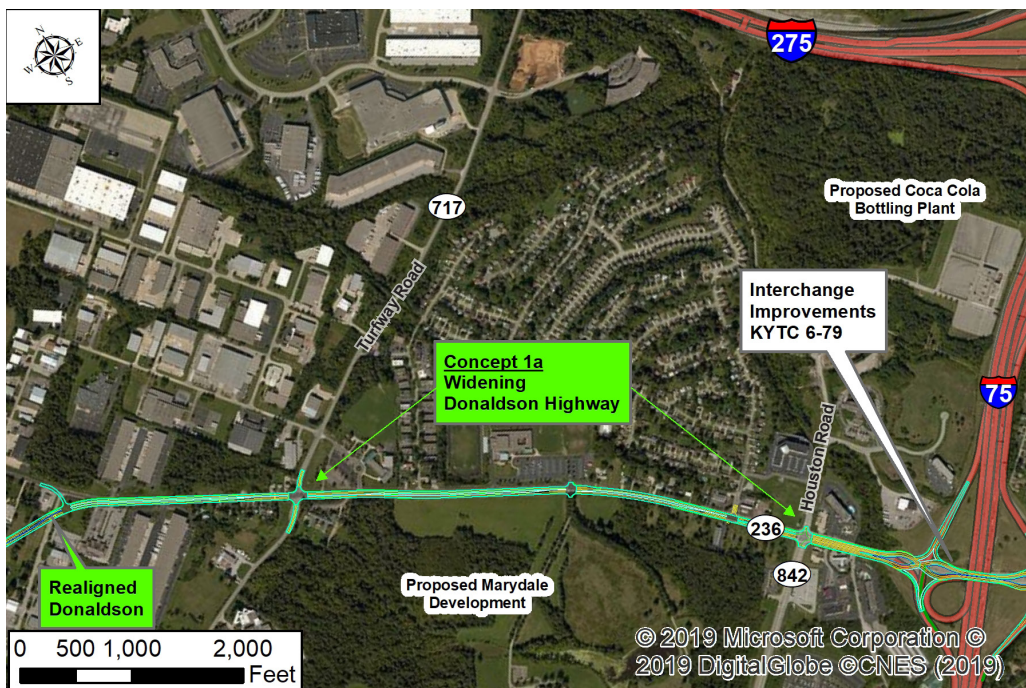 N
E
W
S
275
717
Proposed Coca Cola
Bottling Plant
Turfway Road
Interchange
Improvements
KYTC 6-79
Concept 1a
Widening
Donaldson Highway
75
Houston Road
236
842
Realigned
Donaldson
Proposed Marydale
Development
0 500 1,000 2,000
Feet
© 2019 Microsoft Corporation ©
2019 DigitalGlobe ©CNES (2019)